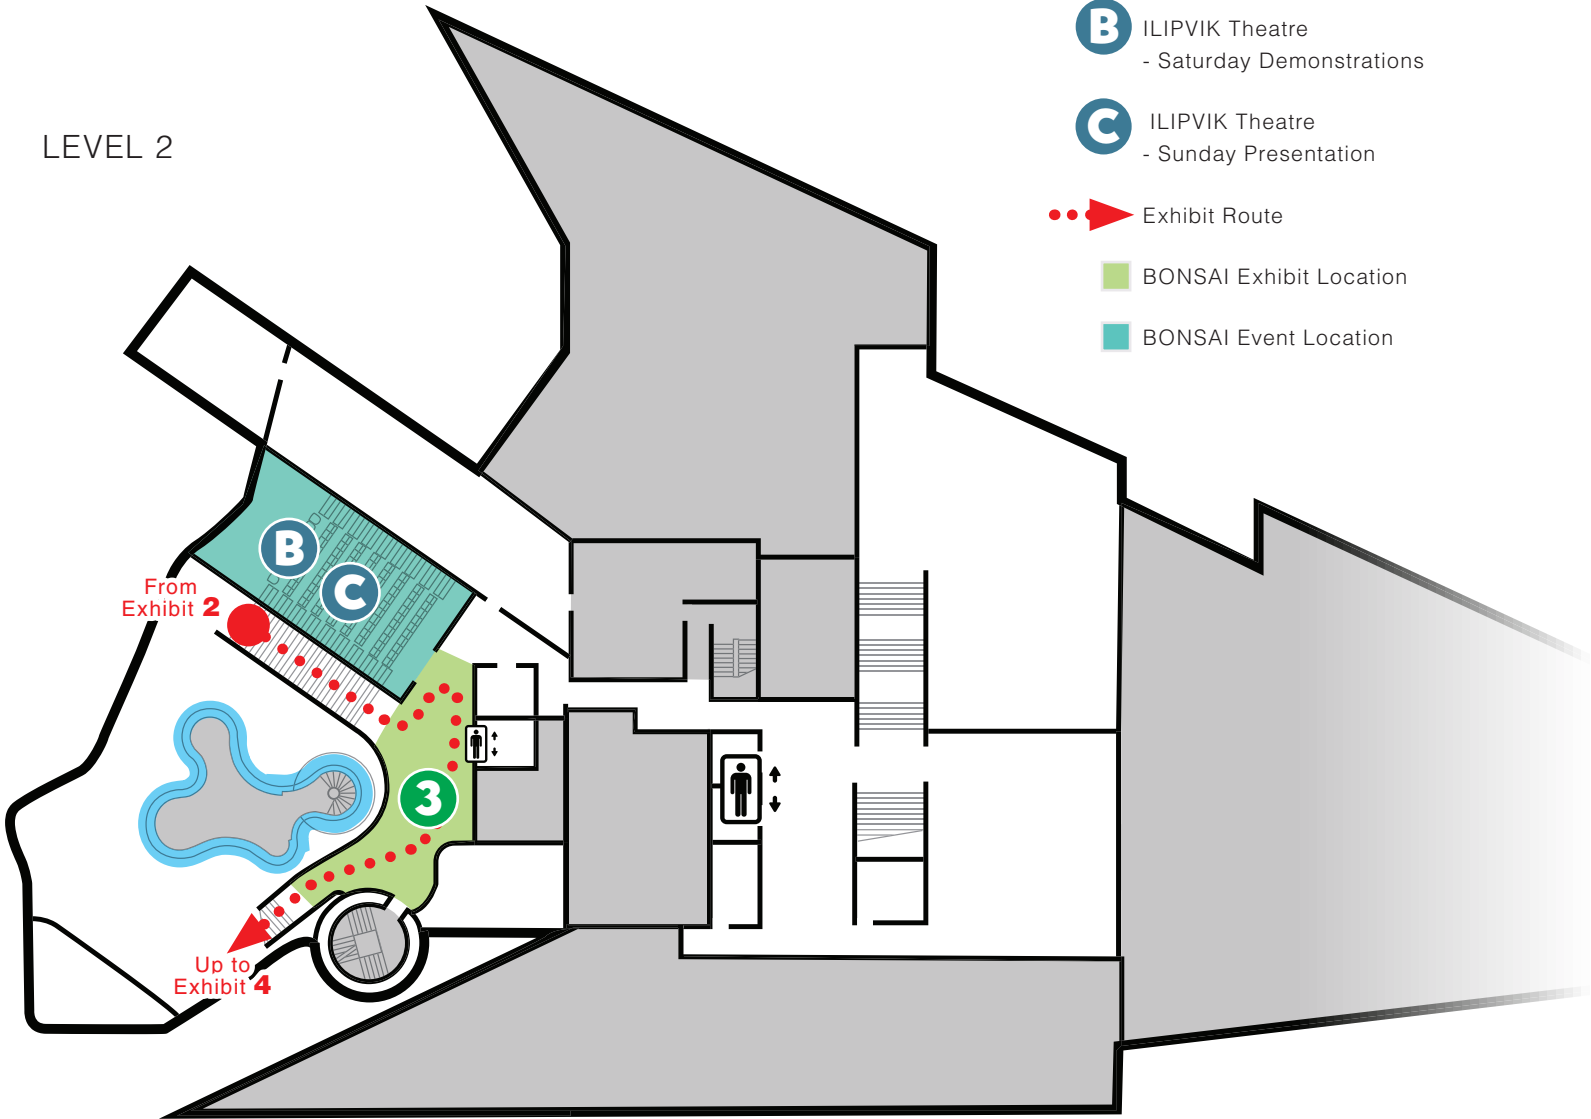 B
ILIPVIK Theatre
- Saturday Demonstrations
C
ILIPVIK Theatre
- Sunday Presentation
Exhibit Route
BONSAI Exhibit Location
BONSAI Event Location
LEVEL 2
B
C
From
Exhibit 2
3
Up to
Exhibit 4